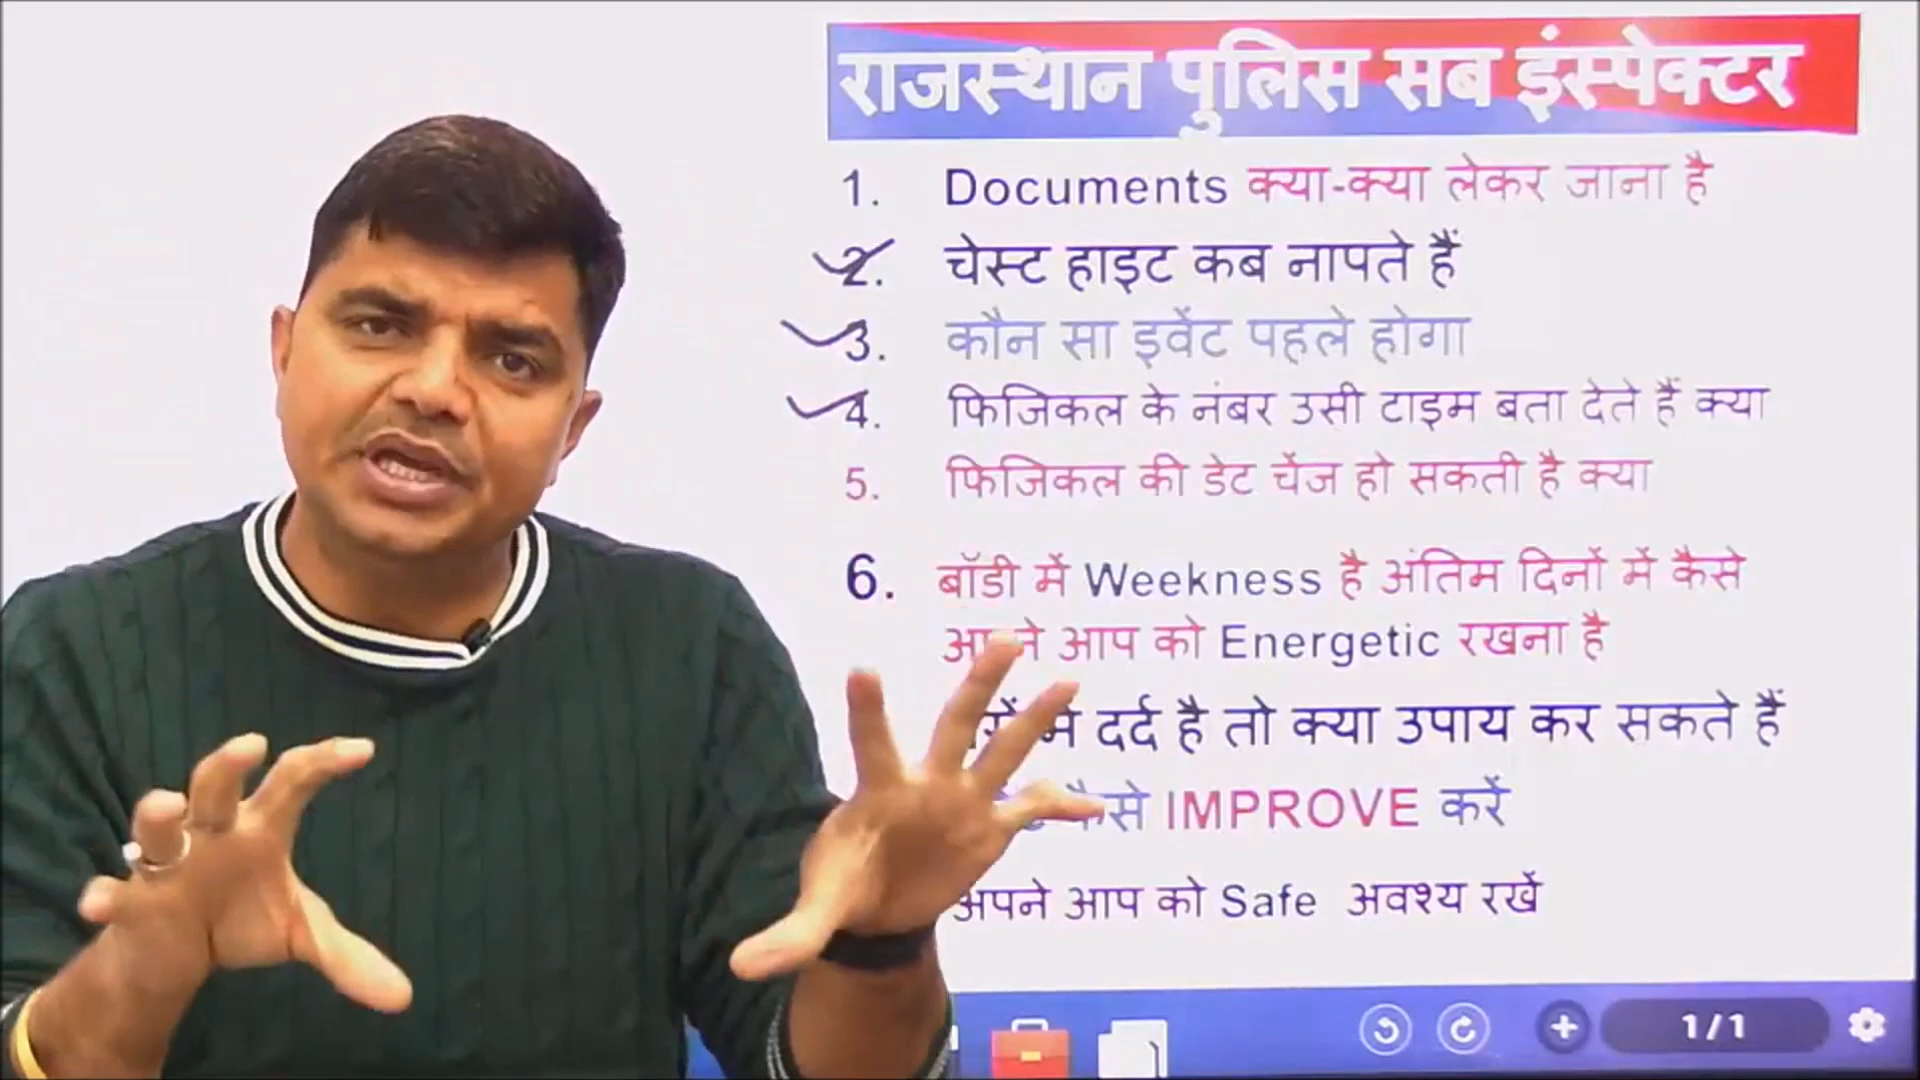 राजस्थान पुलिस सब इंस्पेक्टर
1. Documents क्या-क्या लेकर जाना है
2. चेस्ट हाइट कब नापते हैं
3. कौन सा इवेंट पहले होगा
4. फिजिकल के नंबर उसी टाइम बता देते हैं क्या
5. फिजिकल की डेट चेंज हो सकती है क्या
6. बॉडी में Weekness है अंतिम दिनों में कैसे
आप को Energetic रखना है
में दर्द है तो क्या उपाय कर सकते हैं
कैसे IMPROVE करें
अपने आप को Safe अवश्य रखें
1/1